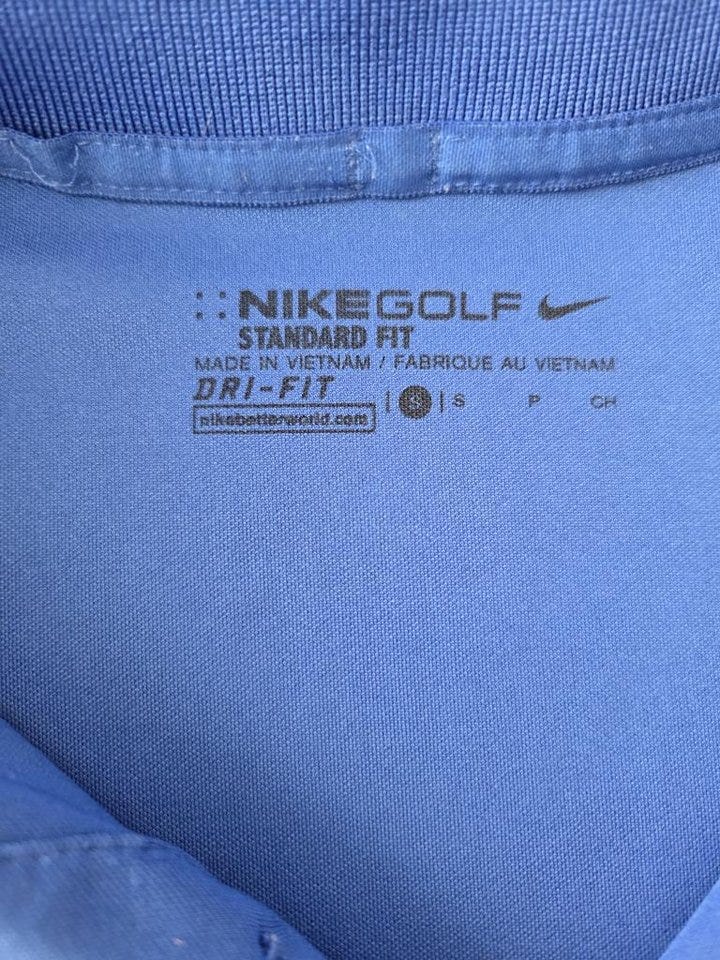 NIKEGOLF
STANDARD FIT
MADE IN VIETNAM / FABRIQUE AU VIETNAM
DRI-FIT
nikebetterworld.com | S | S P CH